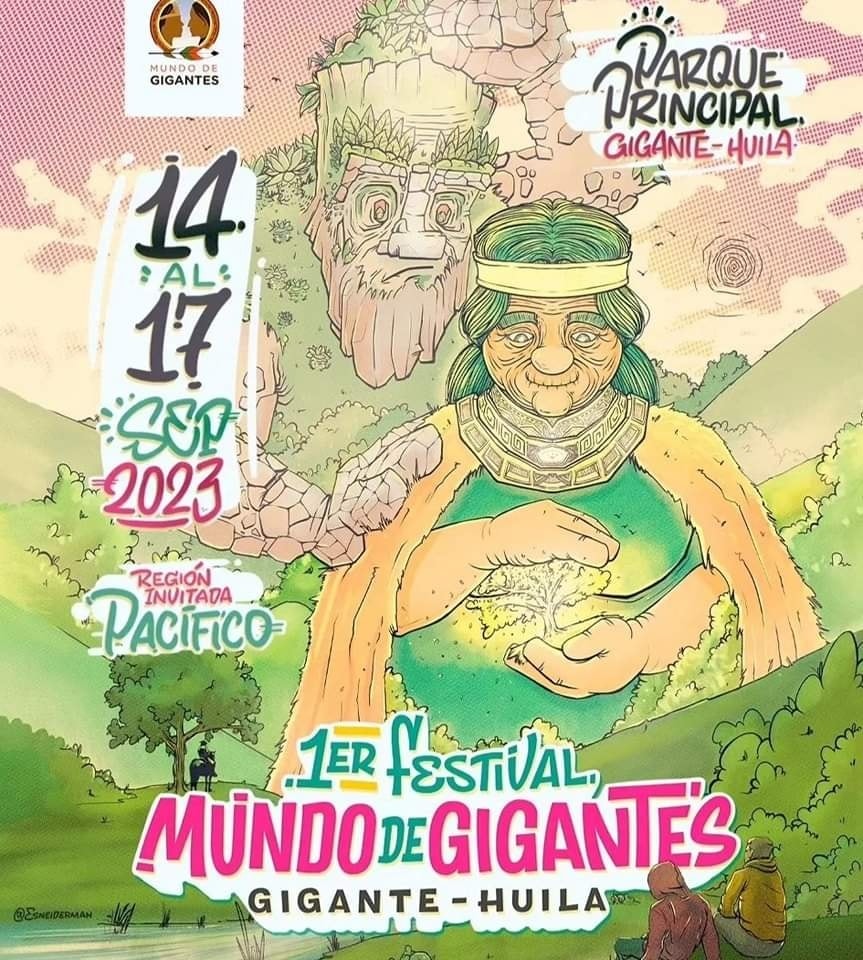 MUNDO DE
GIGANTES
PARQUE
PRINCIPAL.
GIGANTE-HUILA
14
AL
17
SEP
2023
REGIÓN
INVITADA
PACÍFICO
1ER FESTIVAL
MUNDO DE GIGANTES
GIGANTE - HUILA
@ESNEIDERMAN